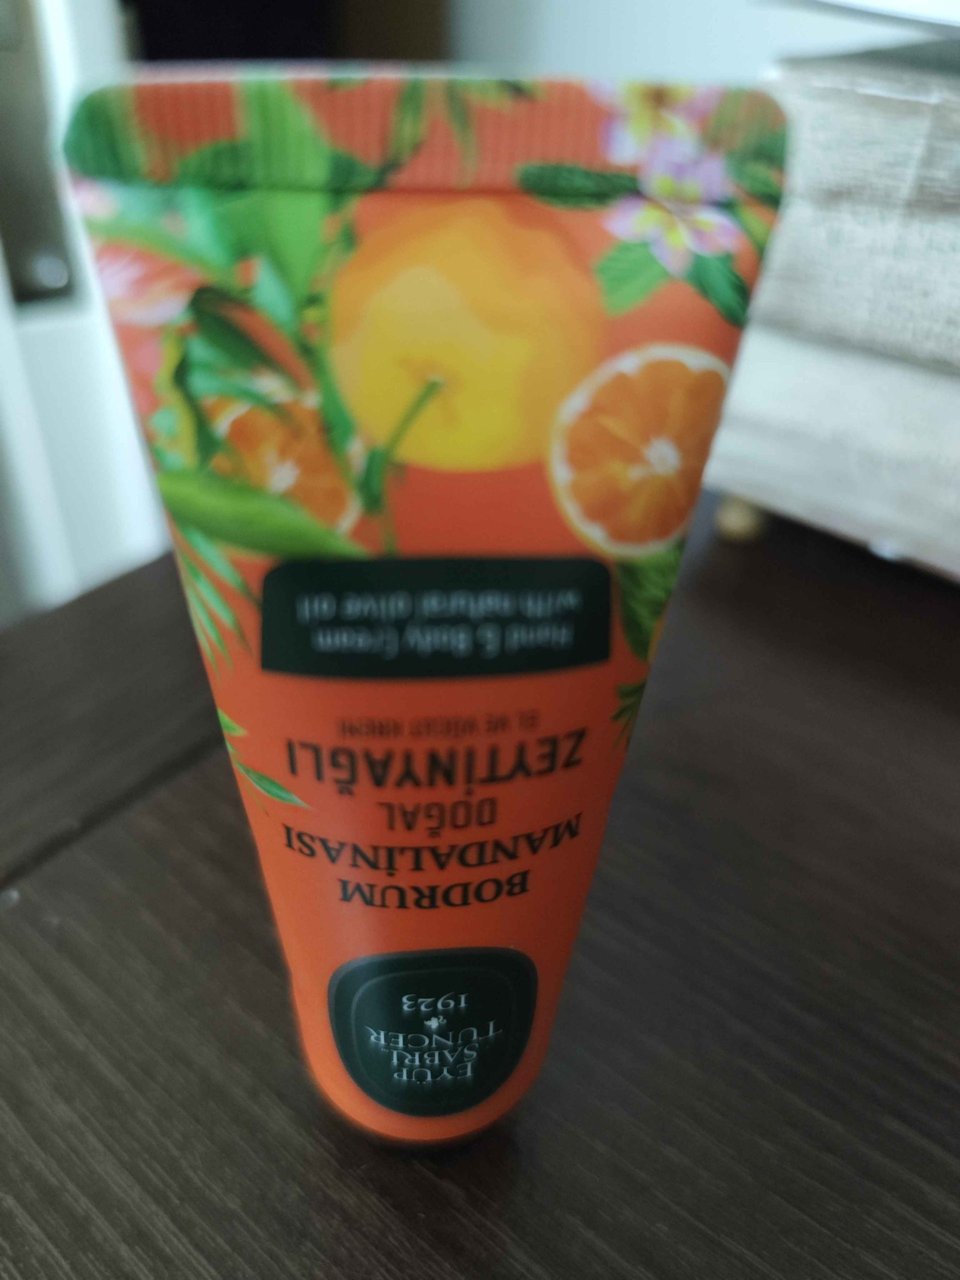 EYÜP
SABRİ
TUNCER
1923
BODRUM
MANDALİNASI
DOĞAL
ZEYTİNYAĞLI
EL VE VÜCUT KREMİ
Hand & Body Cream
with natural olive oil